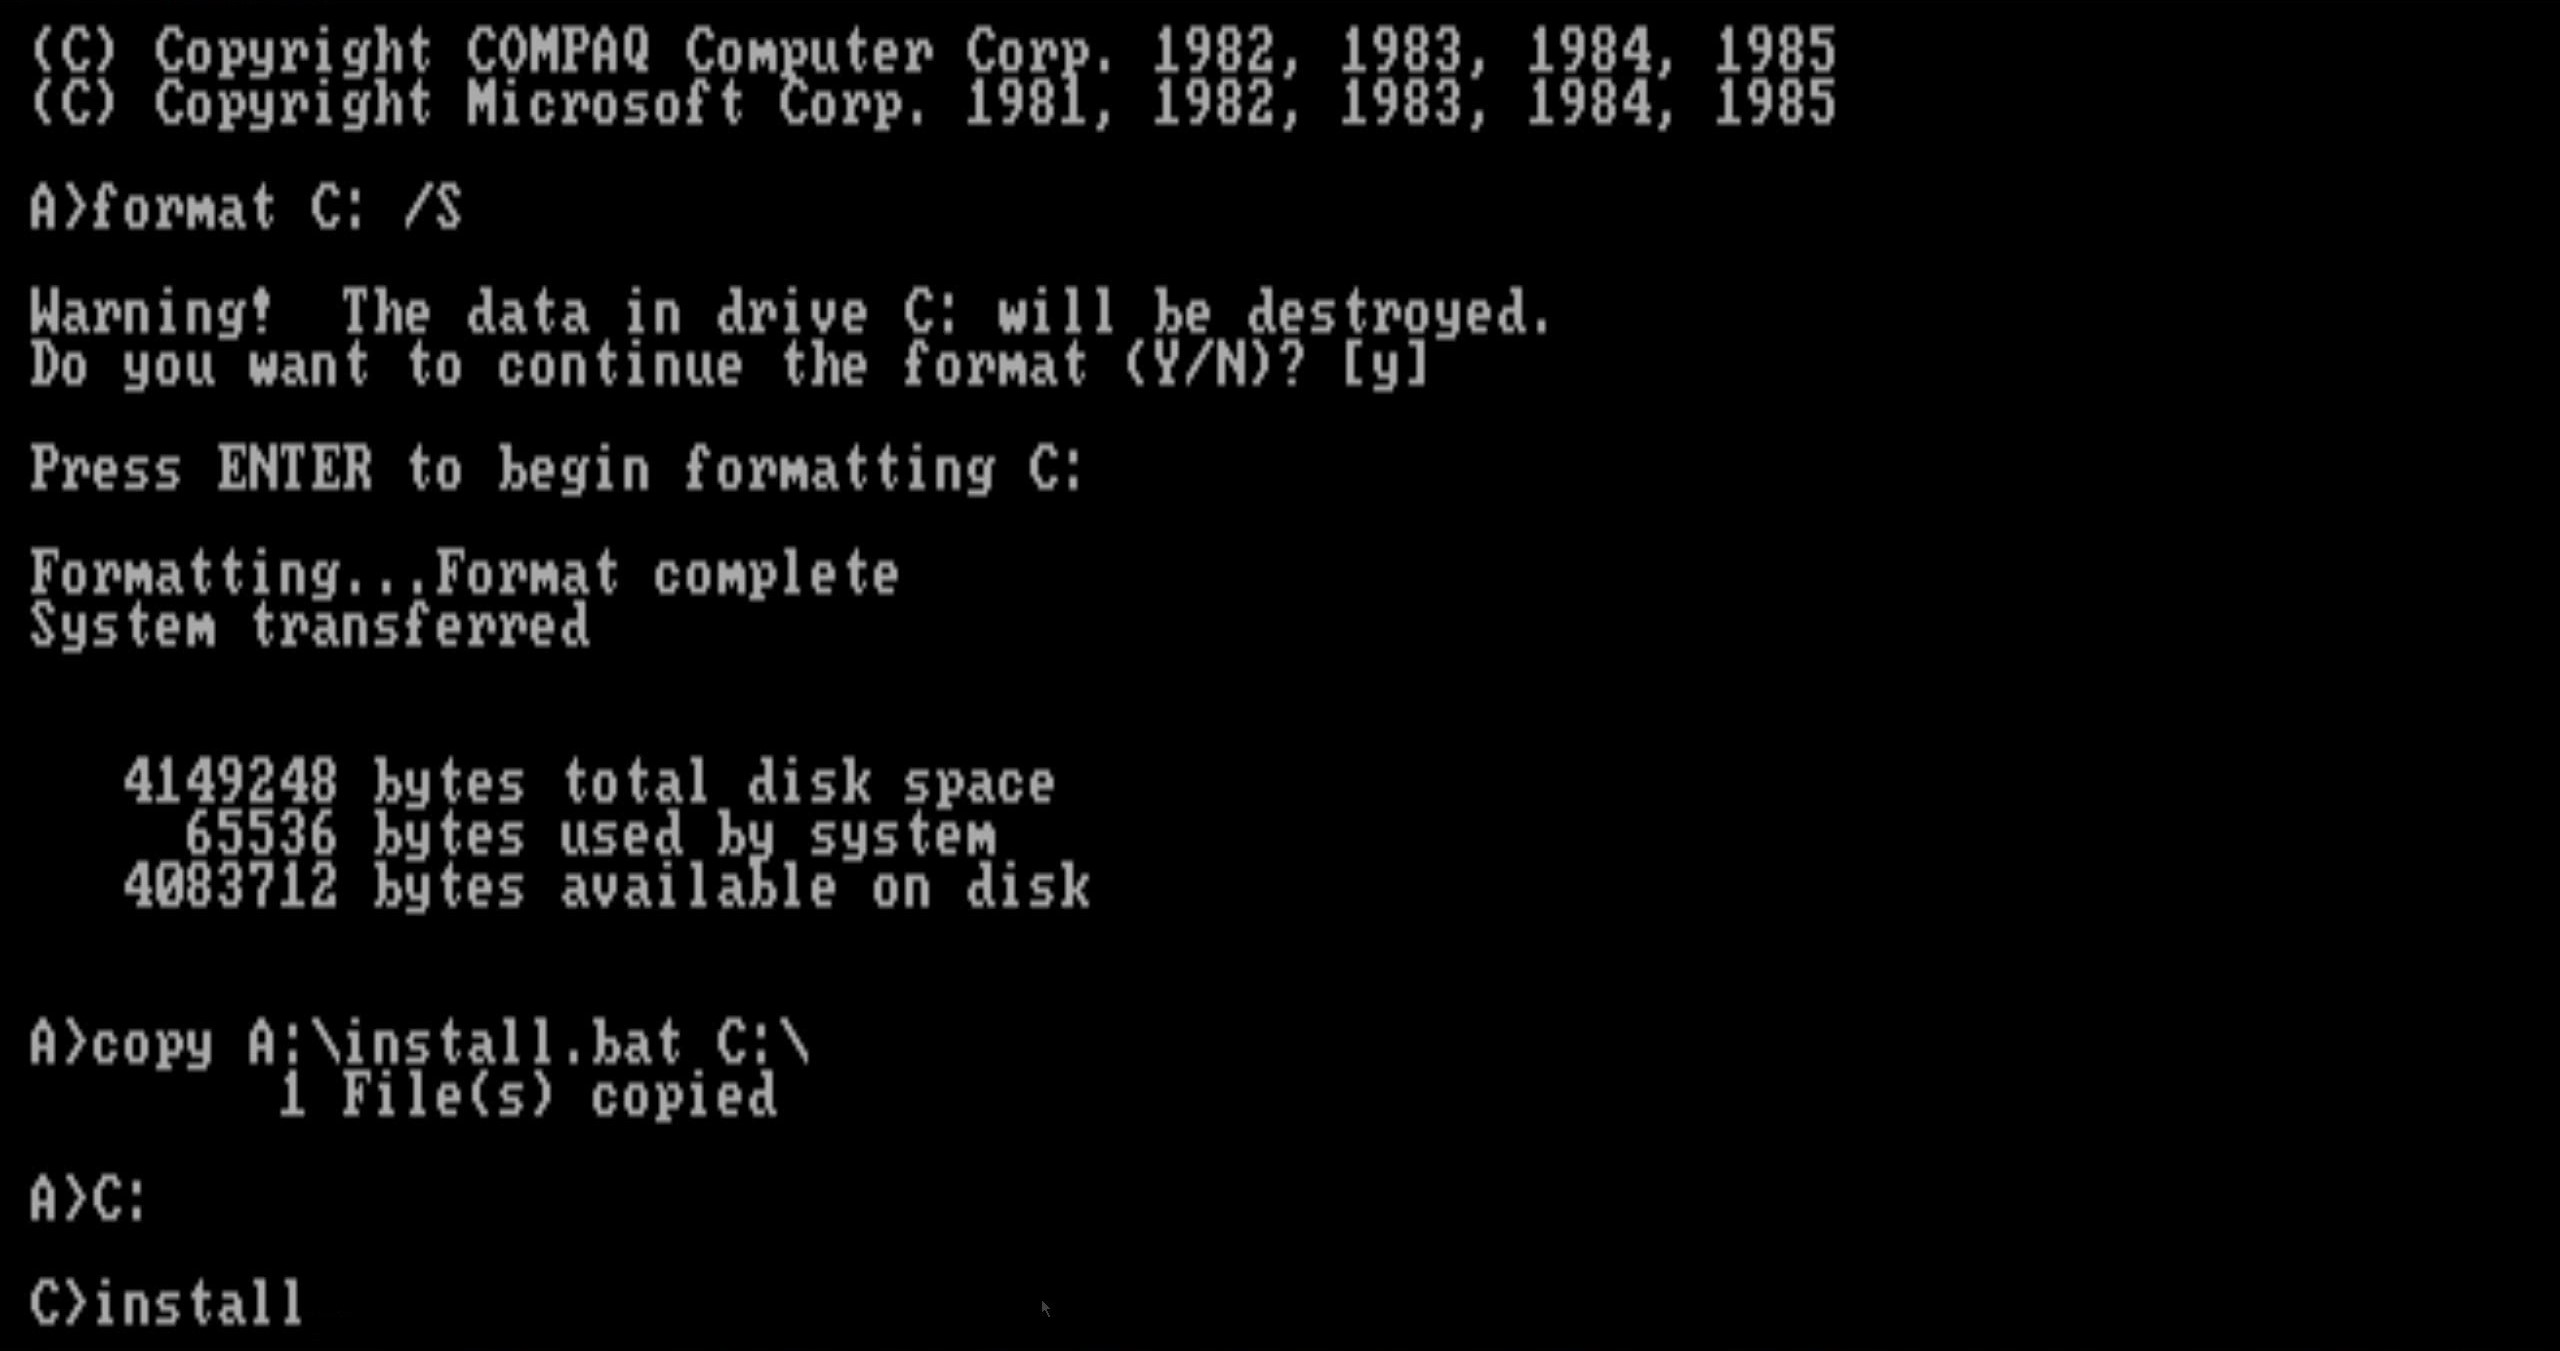 (C) Copyright COMPAQ Computer Corp. 1982, 1983, 1984, 1985
(C) Copyright Microsoft Corp. 1981, 1982, 1983, 1984, 1985
A>format C: /S
Warning!  The data in drive C: will be destroyed.
Do you want to continue the format (Y/N)? [y]
Press ENTER to begin formatting C:
Formatting...Format complete
System transferred
4149248 bytes total disk space
65536 bytes used by system
4083712 bytes available on disk
A>copy A:\install.bat C:\
1 File(s) copied
A>C:
C>install